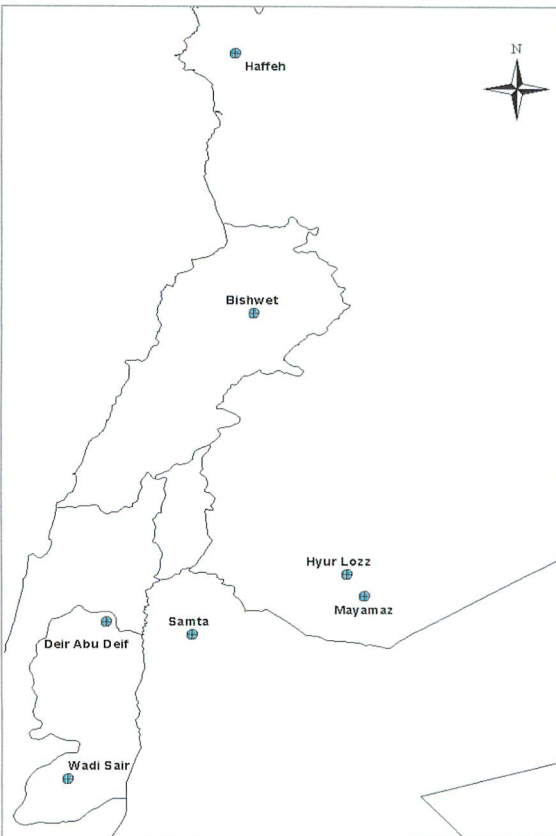 N
Haffeh
Bishwet
Hyur Lozz
Mayamaz
Samta
Deir Abu Deif
Wadi Sair